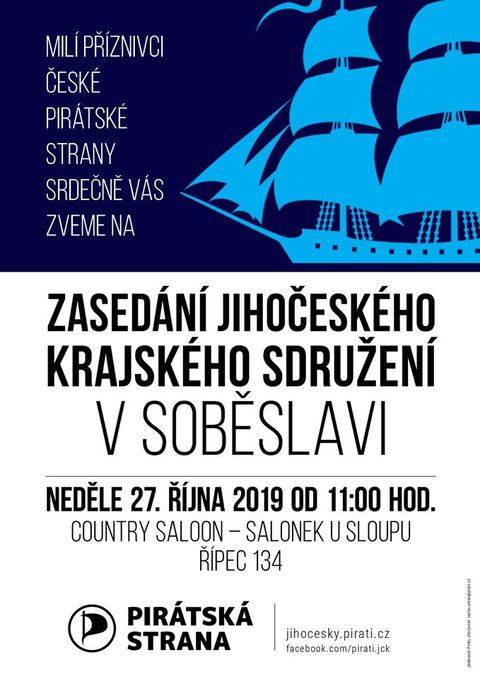 MILÍ PŘÍZNIVCI
ČESKÉ
PIRÁTSKÉ
STRANY
SRDEČNĚ VÁS
ZVEME NA
ZASEDÁNÍ JIHOČESKÉHO
KRAJSKÉHO SDRUŽENÍ
V SOBĚSLAVI
NEDĚLE 27. ŘÍJNA 2019 OD 11:00 HOD.
COUNTRY SALOON – SALONEK U SLOUPU
ŘÍPEC 134
PIRÁTSKÁ
STRANA
jihocesky.pirati.cz
facebook.com/pirati.jck